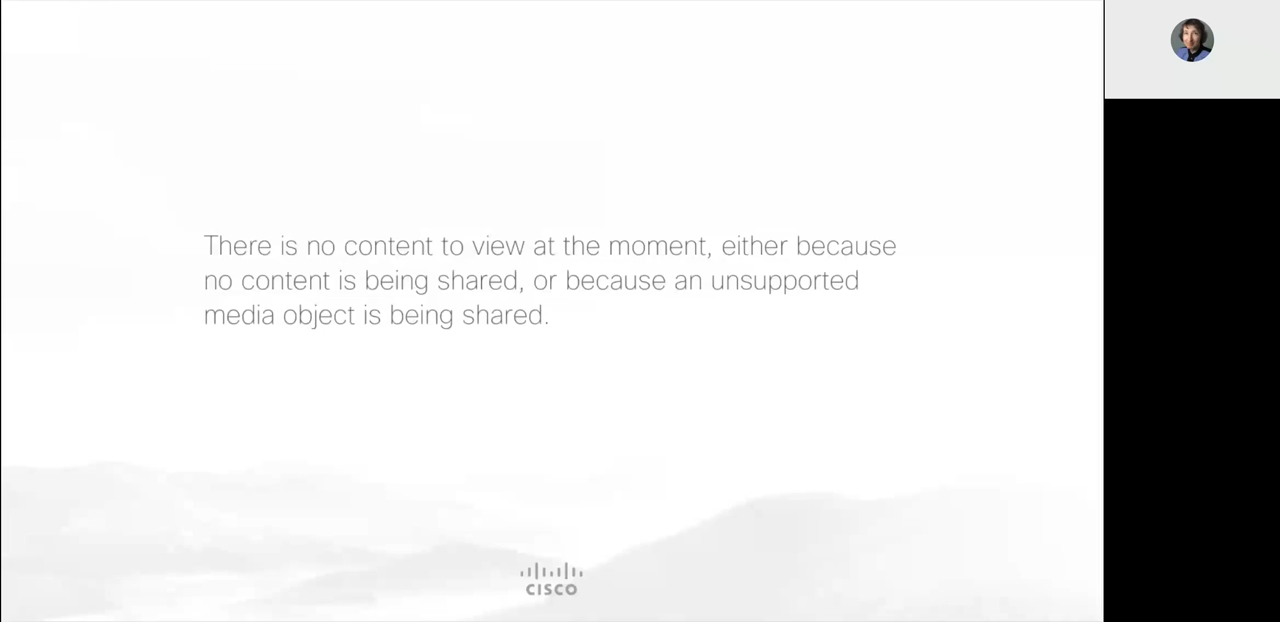 There is no content to view at the moment, either because
no content is being shared, or because an unsupported
media object is being shared.
CISCO